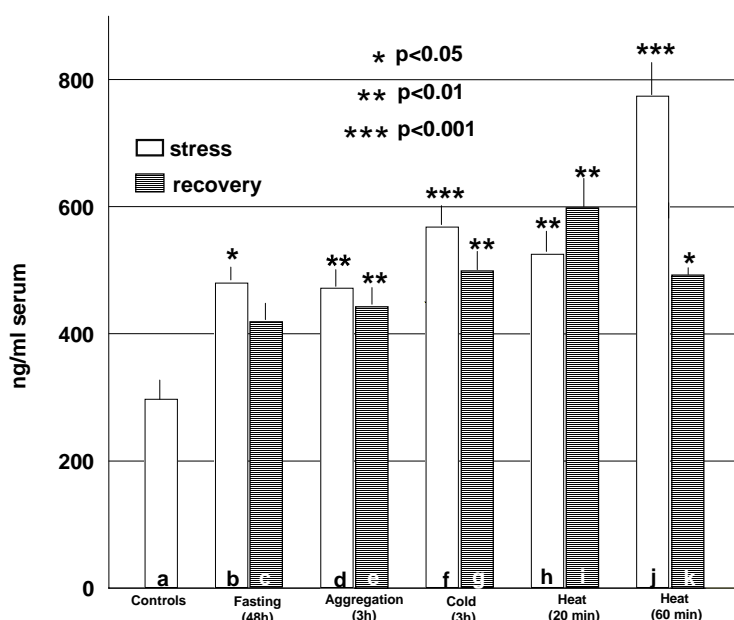 * p<0.05
** p<0.01
*** p<0.001
stress
recovery
ng/ml serum
800
600
400
200
0
*
**
**
***
**
**
**
***
*
a b c d e f g h i j k
Controls Fasting (48h) Aggregation (3h) Cold (3h) Heat (20 min) Heat (60 min)